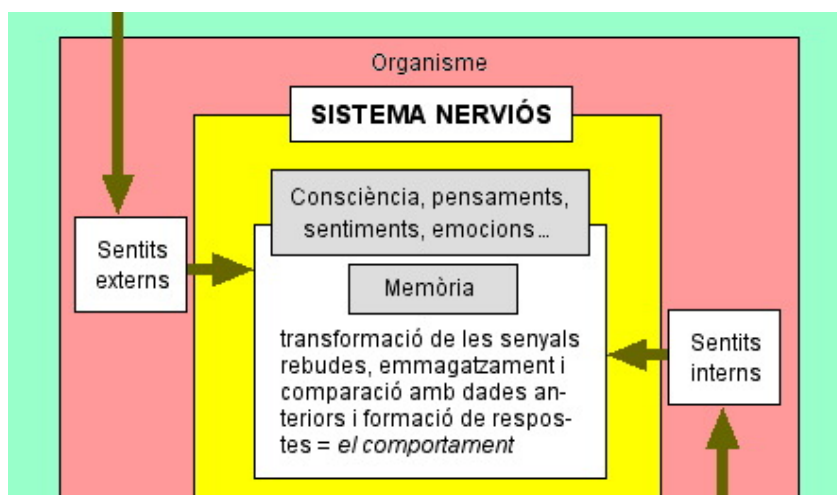 Organisme
SISTEMA NERVIÓS
Consciència, pensaments,
sentiments, emocions...
Sentits
externs
Memòria
transformació de les senyals
rebudes, emmagatzament i
comparació amb dades an-
teriors i formació de respos-
tes = el comportament
Sentits
interns